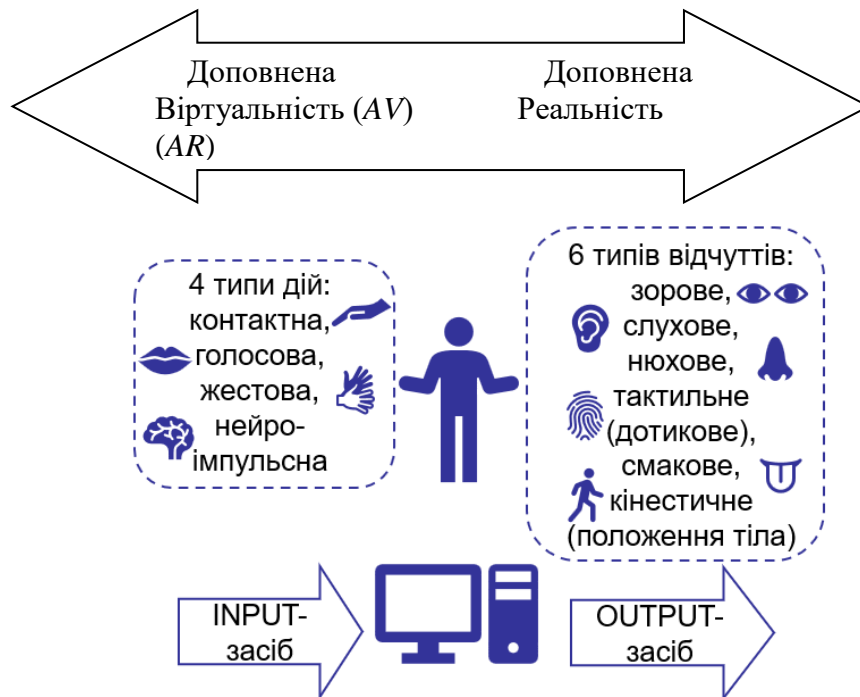 Доповнена Доповнена
Віртуальність (AV) Реальність
(AR)
4 типи дій:
контактна,
голосова,
жестова,
нейро-
імпульсна
6 типів відчуттів:
зорове,
слухове,
нюхове,
тактильне
(дотикове),
смакове,
кінестичне
(положення тіла)
INPUT-
засіб
OUTPUT-
засіб